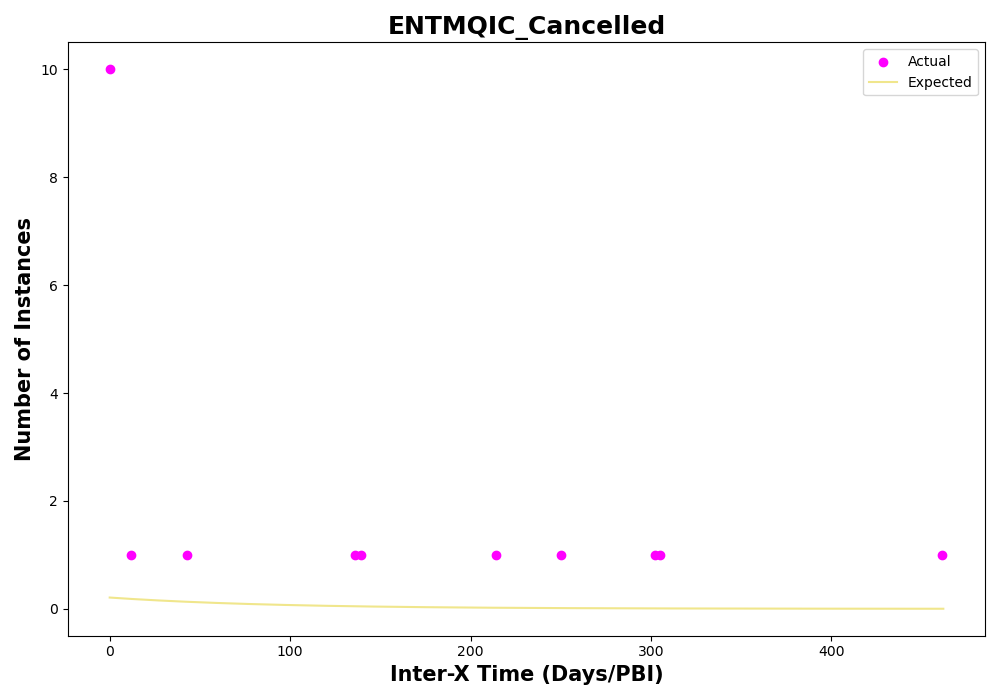 ENTMQIC_Cancelled
Actual
Expected
Number of Instances
10
8
6
4
2
0
0
100
200
300
400
Inter-X Time (Days/PBI)